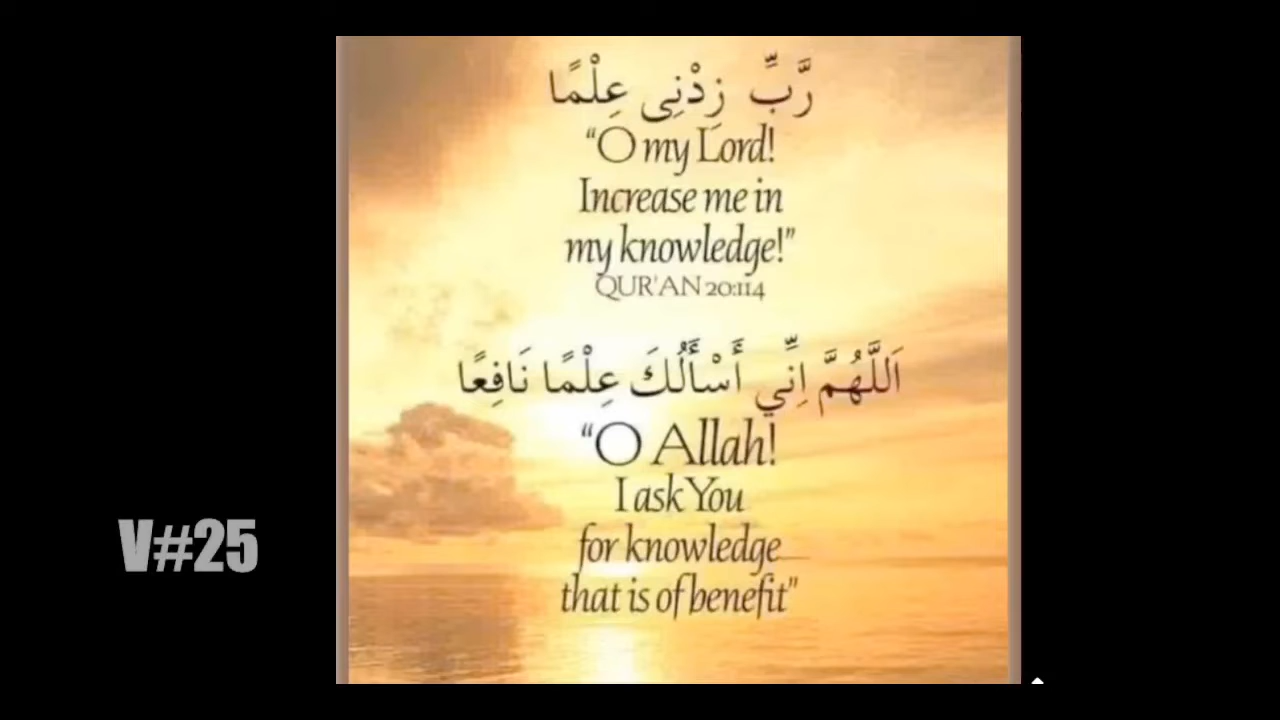 رَّبِّ زِدْنِى عِلْمًا
“O my Lord!
Increase me in
my knowledge!”
QUR'AN 20:114
اَللَّهُمَّ اِنِّي أَسْأَلُكَ عِلْمًا نَافِعًا
“O Allah!
I ask You
for knowledge
that is of benefit”
V#25